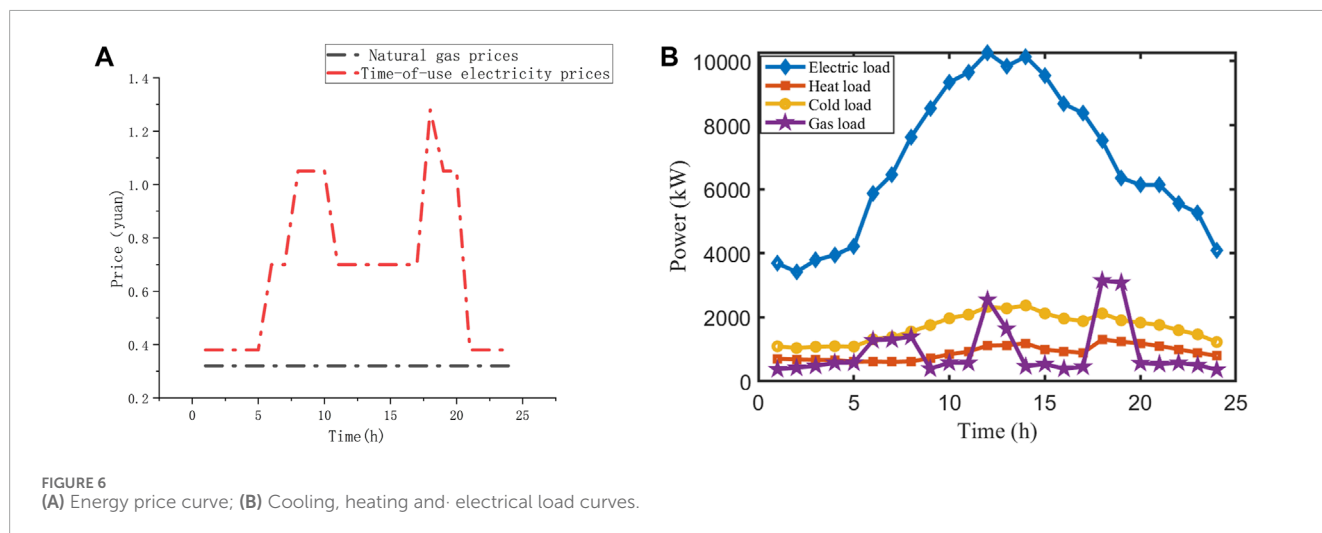 A
Natural gas prices
Time-of-use electricity prices
1.4
1.2
1.0
0.8
0.6
0.4
0.2
Price (yuan)
0 5 10 15 20 25
Time(h)
B
Electric load
Heat load
Cold load
Gas load
10000
8000
6000
4000
2000
0
Power (kW)
0 5 10 15 20 25
Time (h)
FIGURE 6
(A) Energy price curve; (B) Cooling, heating and· electrical load curves.